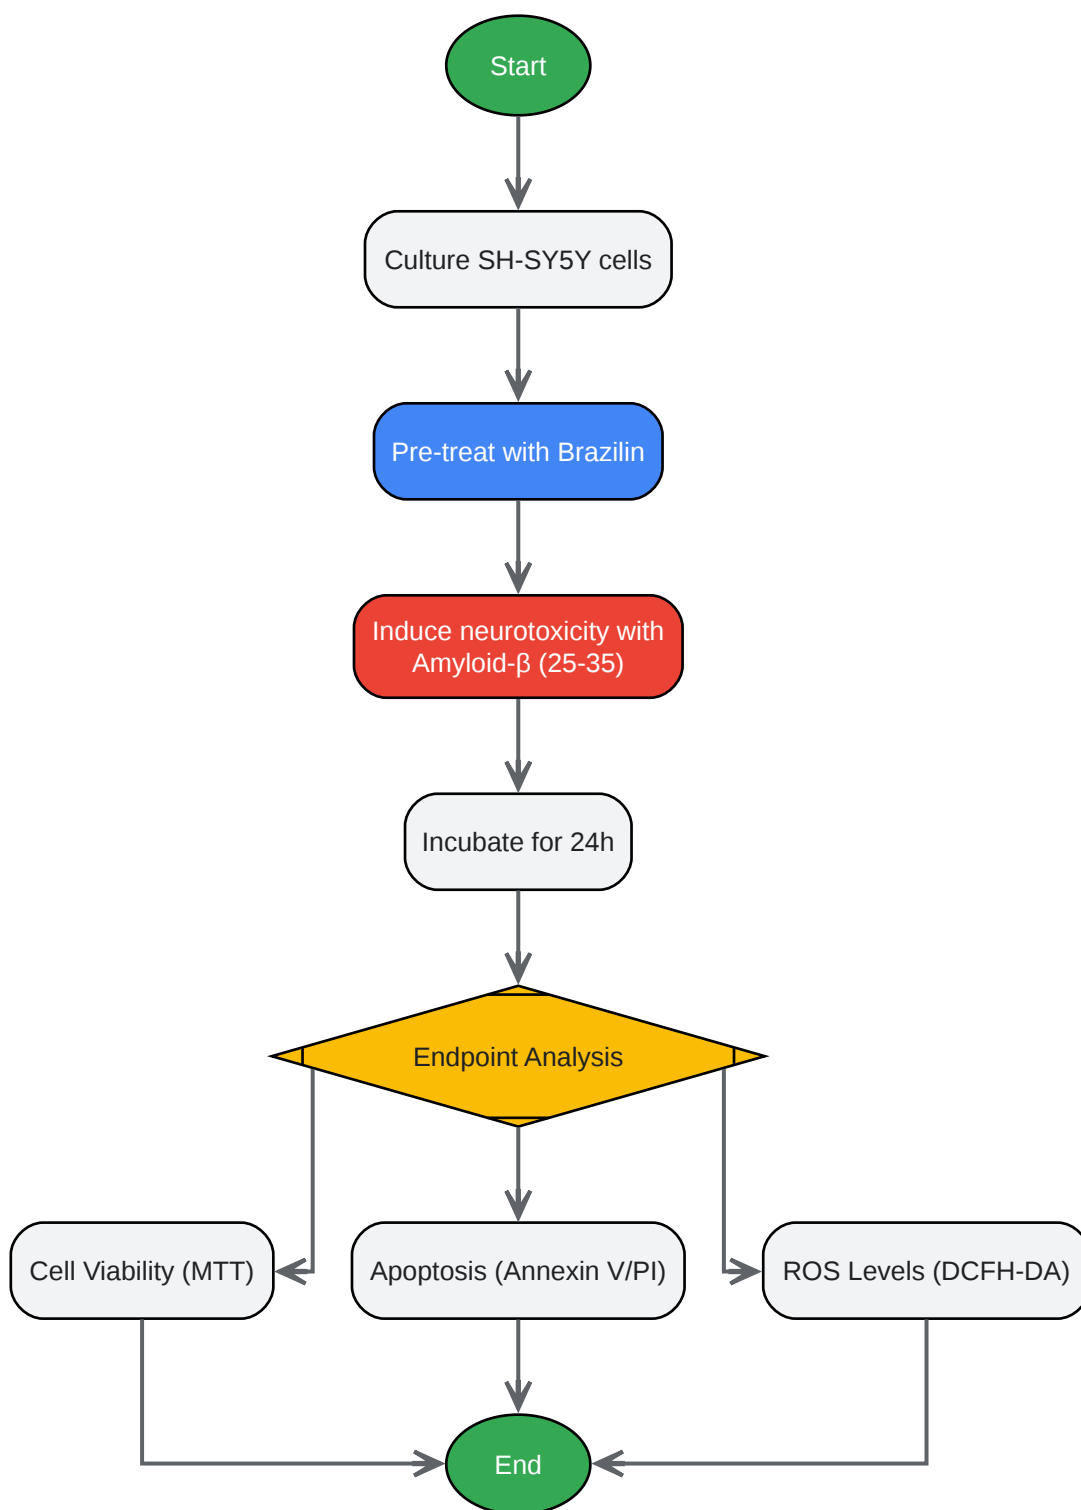 Start
Culture SH-SY5Y cells
Pre-treat with Brazilin
Induce neurotoxicity with
Amyloid-β (25-35)
Incubate for 24h
Endpoint Analysis
Cell Viability (MTT)
Apoptosis (Annexin V/PI)
ROS Levels (DCFH-DA)
End